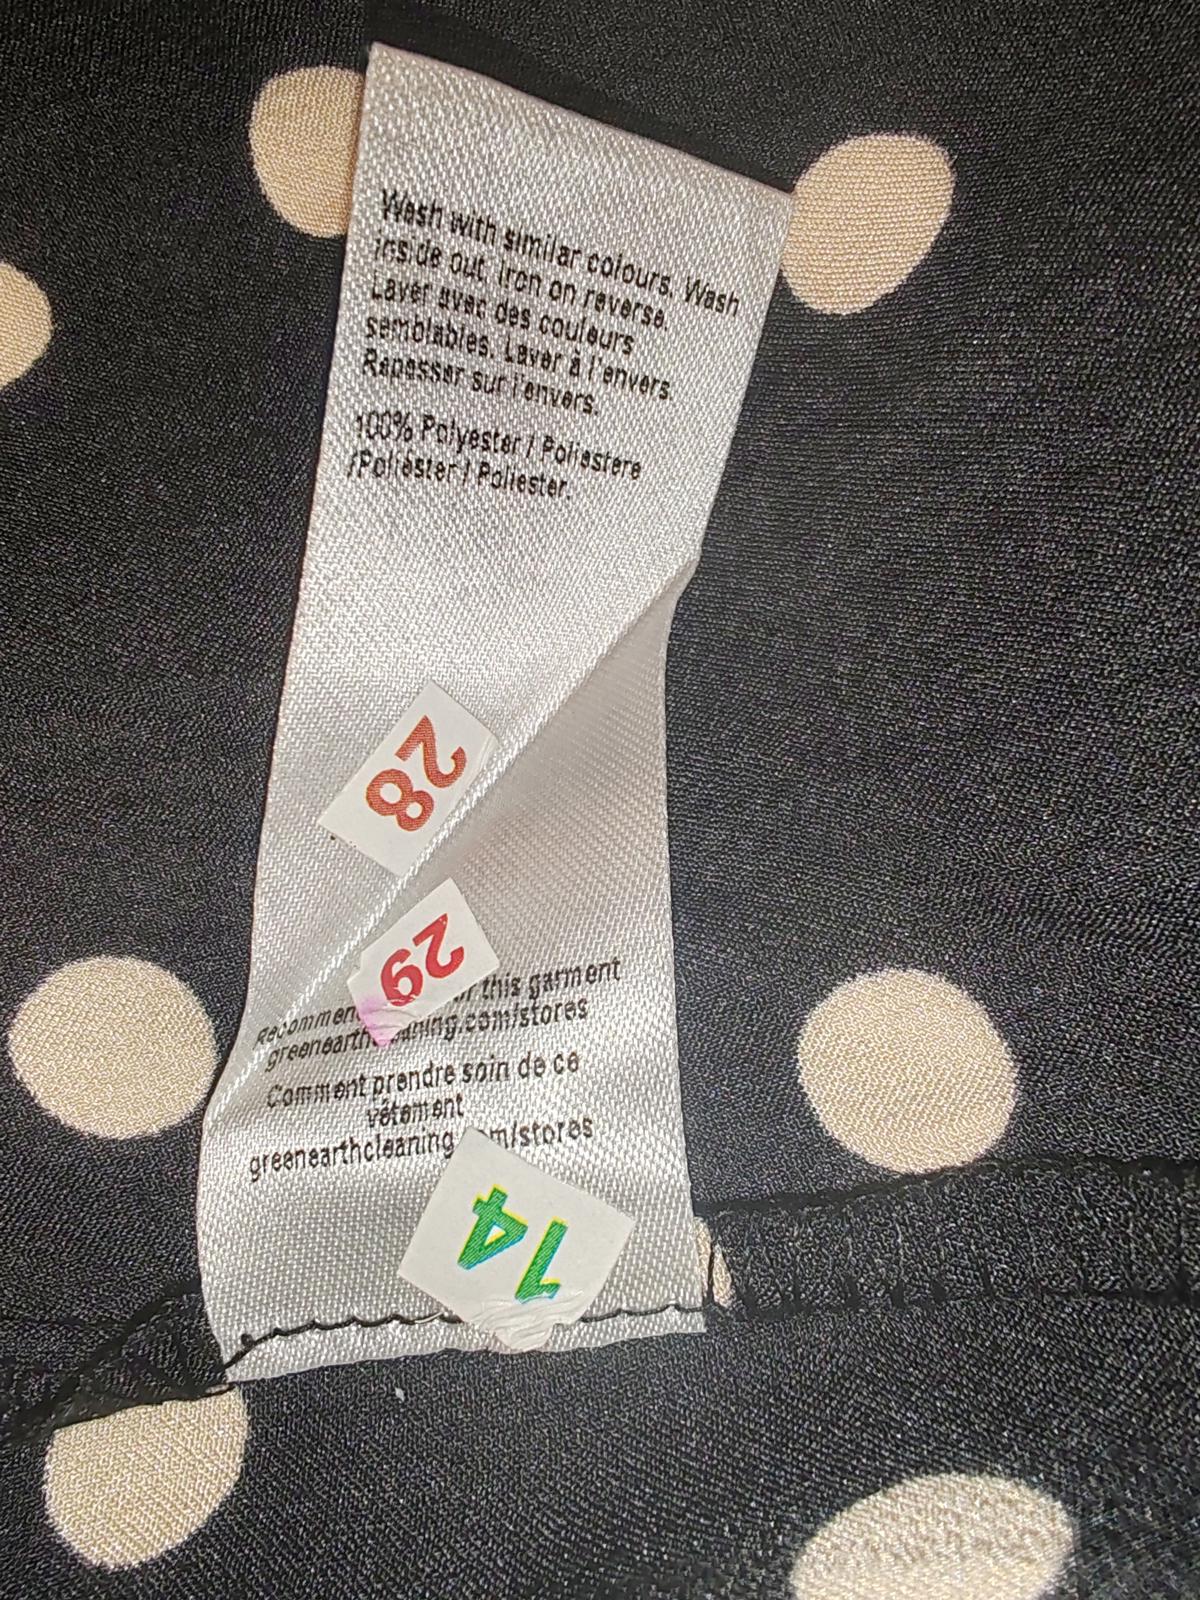 Wash with similar colours. Wash
inside out. Iron on reverse.
Laver avec des couleurs
semblables. Laver à l'envers.
Repasser sur l'envers.
100% Polyester / Poliestere
/Poliéster / Poliester.
28
29
this garment
greenearthcleaning.com/stores
Comment prendre soin de ce
vêtement
greenearthcleaning.com/stores
14